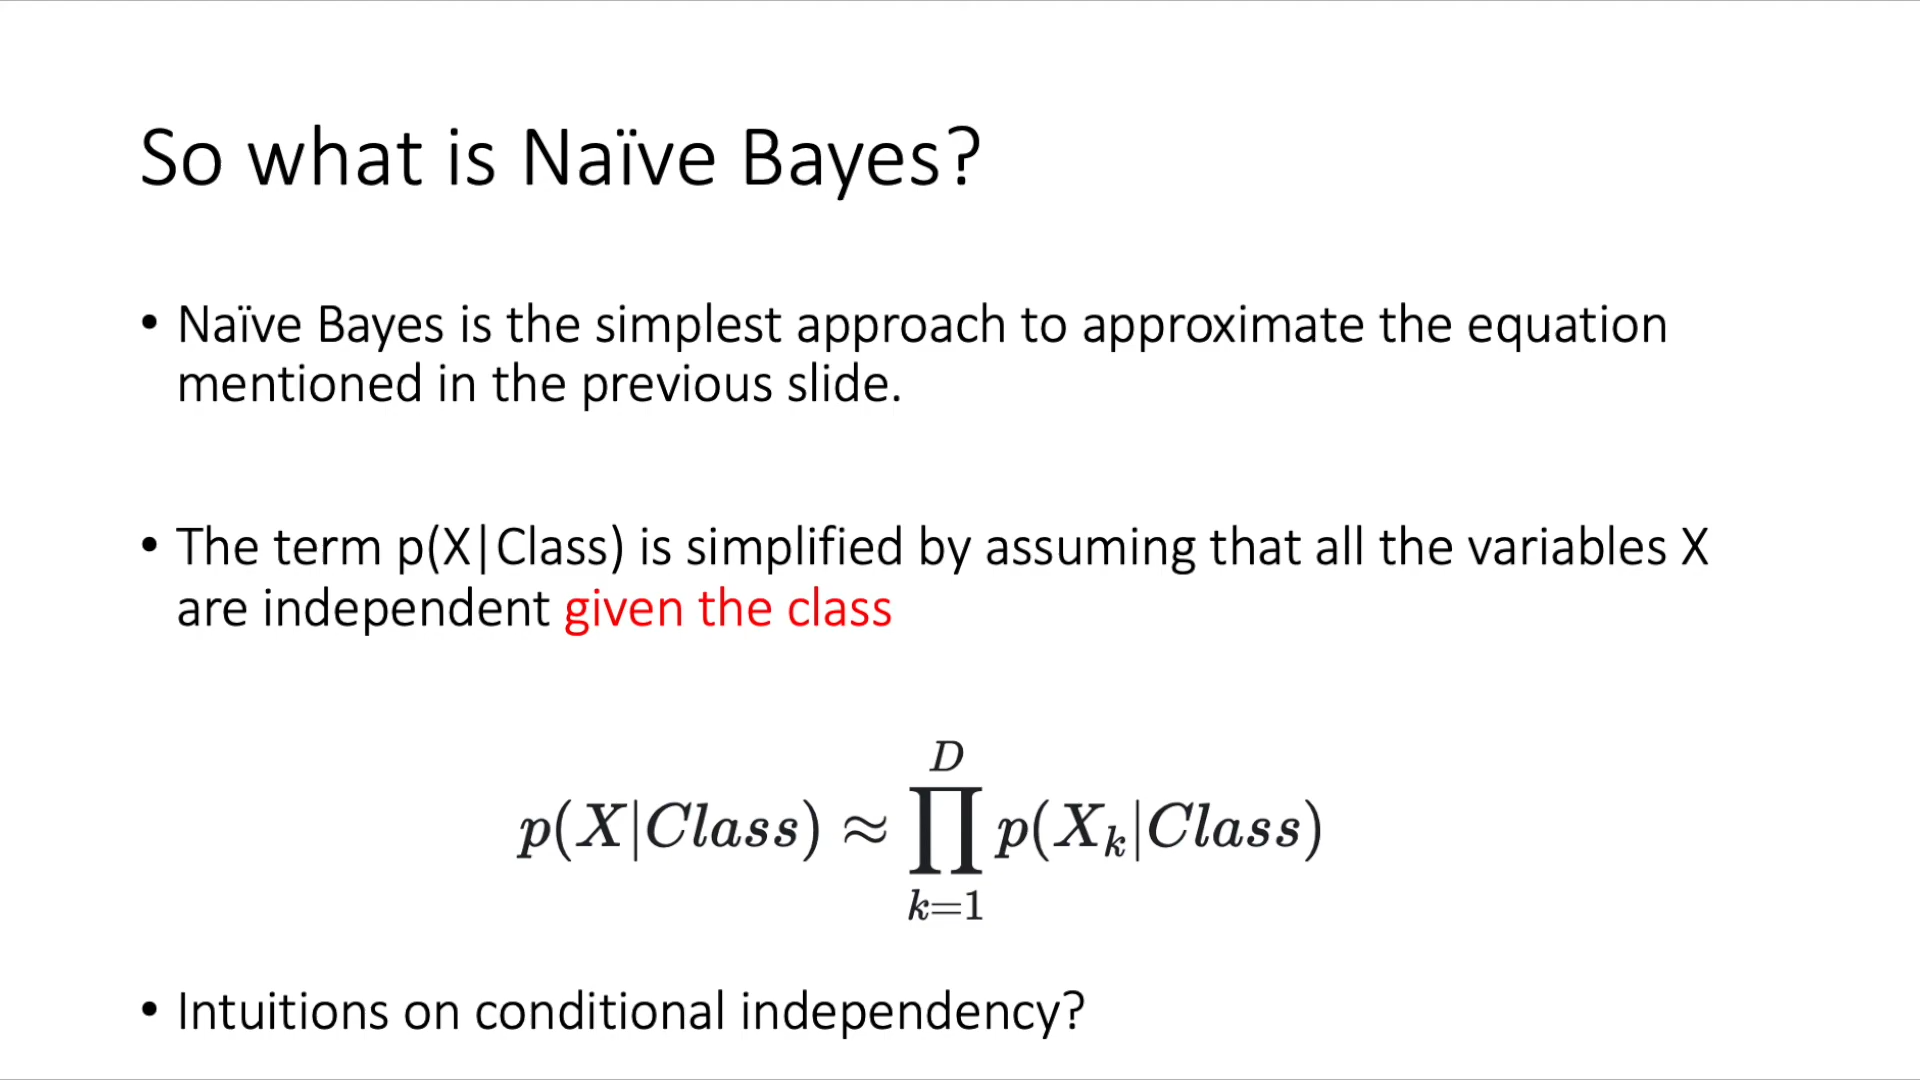 So what is Naïve Bayes?
• Naïve Bayes is the simplest approach to approximate the equation
mentioned in the previous slide.
• The term p(X|Class) is simplified by assuming that all the variables X
are independent given the class
p(X|Class) ≈ ∏_{k=1}^{D} p(X_k|Class)
• Intuitions on conditional independency?